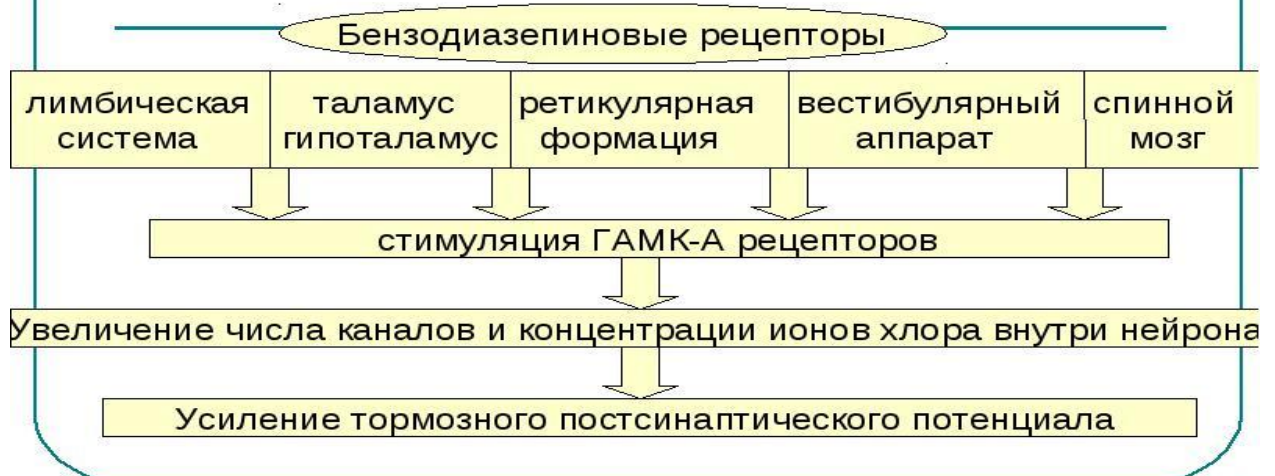 Бензодиазепиновые рецепторы
лимбическая система
таламус гипоталамус
ретикулярная формация
вестибулярный аппарат
спинной мозг
стимуляция ГАМК-А рецепторов
Увеличение числа каналов и концентрации ионов хлора внутри нейрона
Усиление тормозного постсинаптического потенциала